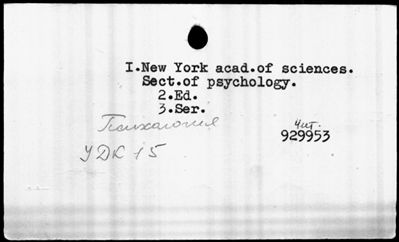 I.New York acad.of sciences.
Sect.of psychology.
2.Ed.
3.Ser.
Психология
чит.
929953
УДК 15